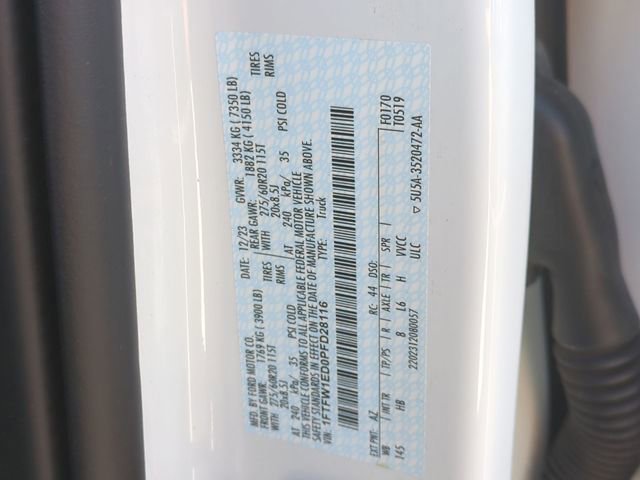 MFD. BY FORD MOTOR CO.
DATE: 12/23 GVWR: 3334 KG ( 7350 LB)
FRONT GAWR: 1769 KG ( 3900 LB) REAR GAWR: 1882 KG ( 4150 LB)
WITH 275/60R20 115T TIRES WITH 275/60R20 115T TIRES
20x8.5J RIMS 20x8.5J RIMS
AT 240 kPa/ 35 PSI COLD AT 240 kPa/ 35 PSI COLD
THIS VEHICLE CONFORMS TO ALL APPLICABLE FEDERAL MOTOR VEHICLE
SAFETY STANDARDS IN EFFECT ON THE DATE OF MANUFACTURE SHOWN ABOVE.
VIN: 1FTFW1ED0PFD28116 TYPE: Truck
F0170
T0519
EXT PNT: AZ RC: 44 DSO:
WB INT TR TP/PS R AXLE TR SPR
145 HB 8 L6 H VVCC
2202312080057 ULC ▽ 5U5A-3520472-AA